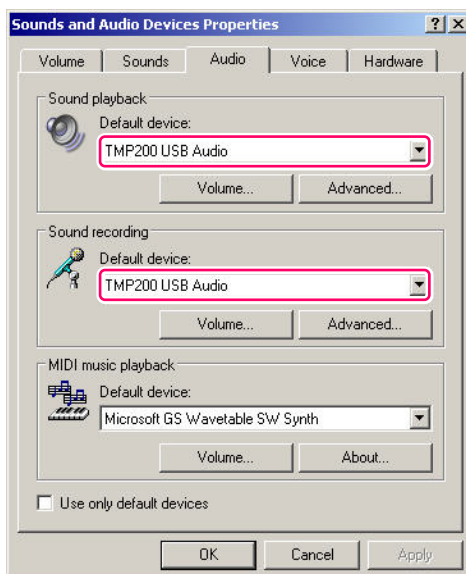 Sounds and Audio Devices Properties
Volume Sounds Audio Voice Hardware
Sound playback
Default device:
TMP200 USB Audio
Volume... Advanced...
Sound recording
Default device:
TMP200 USB Audio
Volume... Advanced...
MIDI music playback
Default device:
Microsoft GS Wavetable SW Synth
Volume... About...
Use only default devices
OK Cancel Apply